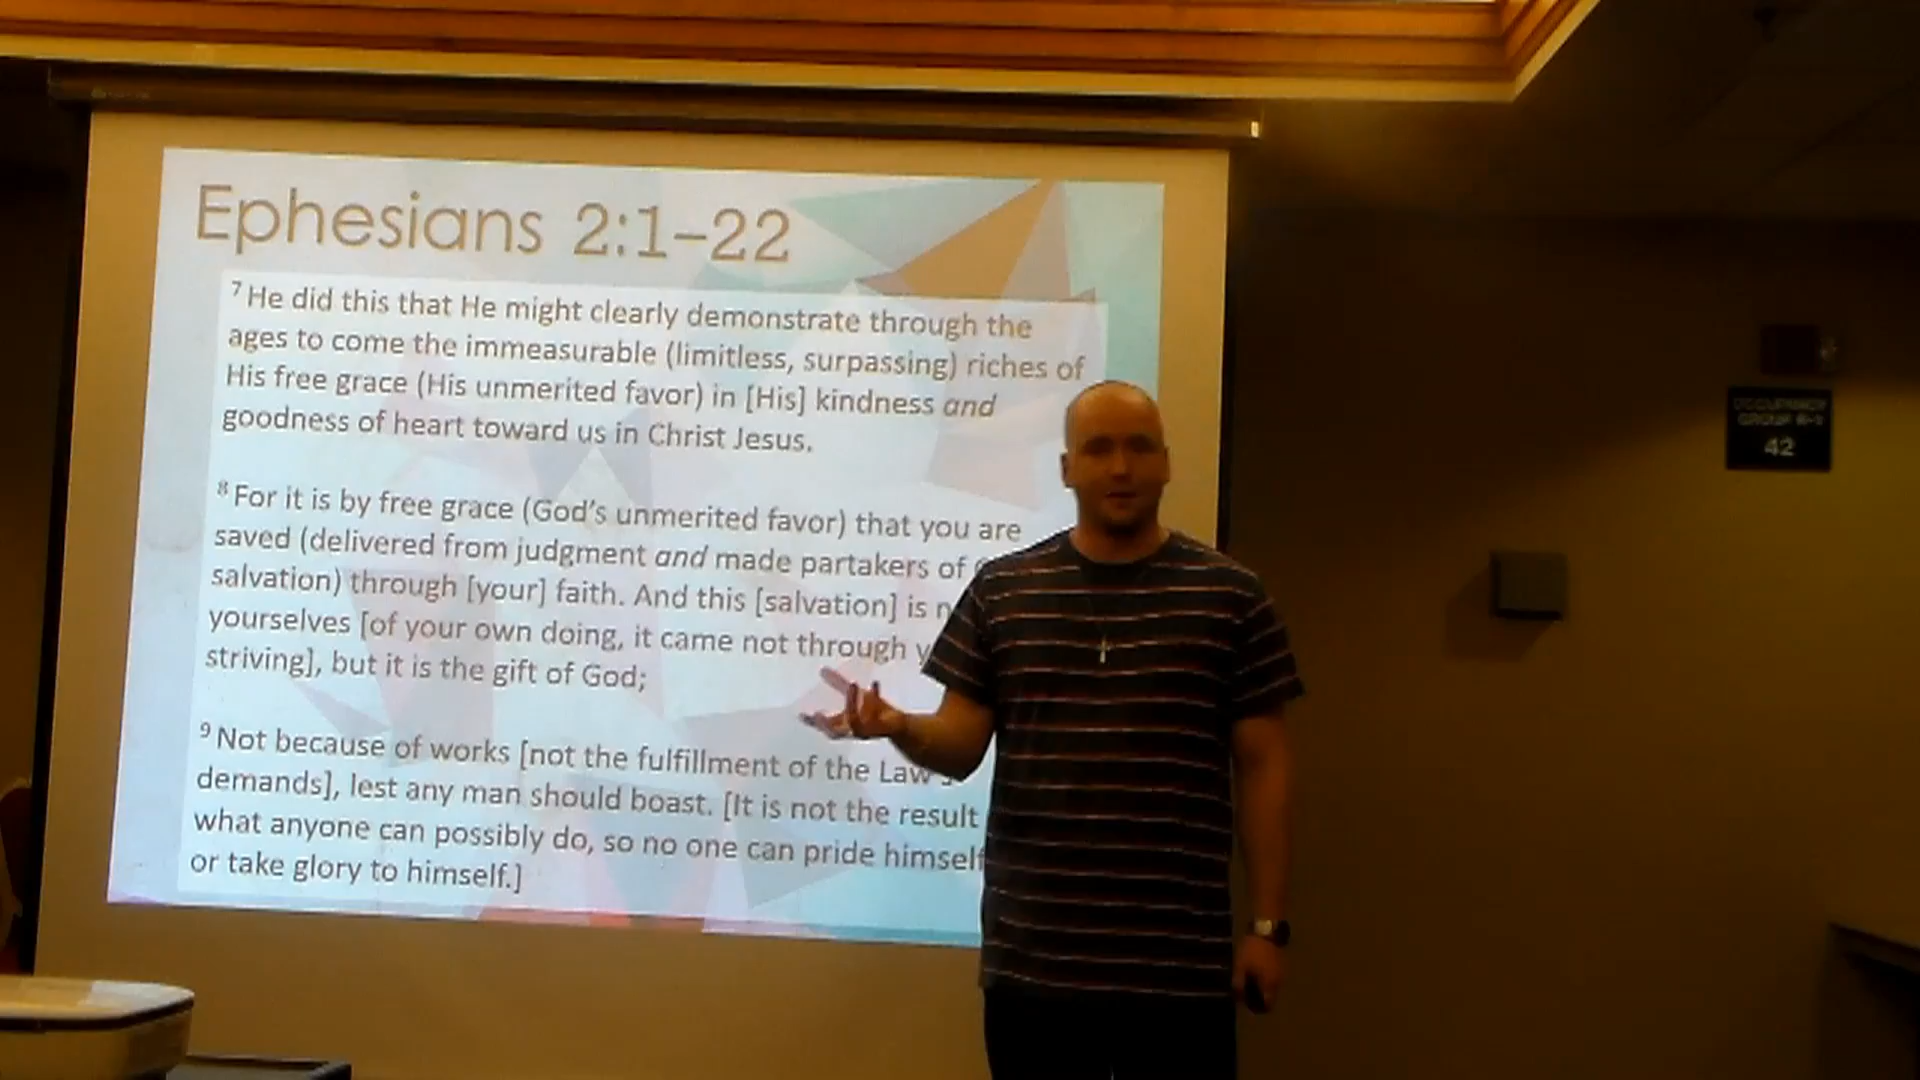 Ephesians 2:1–22
7 He did this that He might clearly demonstrate through the
ages to come the immeasurable (limitless, surpassing) riches of
His free grace (His unmerited favor) in [His] kindness and
goodness of heart toward us in Christ Jesus.
8 For it is by free grace (God's unmerited favor) that you are
saved (delivered from judgment and made partakers of
salvation) through [your] faith. And this [salvation] is
yourselves [of your own doing, it came not through
striving], but it is the gift of God;
9 Not because of works [not the fulfillment of the Law
demands], lest any man should boast. [It is not the result
what anyone can possibly do, so no one can pride himself
or take glory to himself.]
OCCUPANCY
GROUP
42